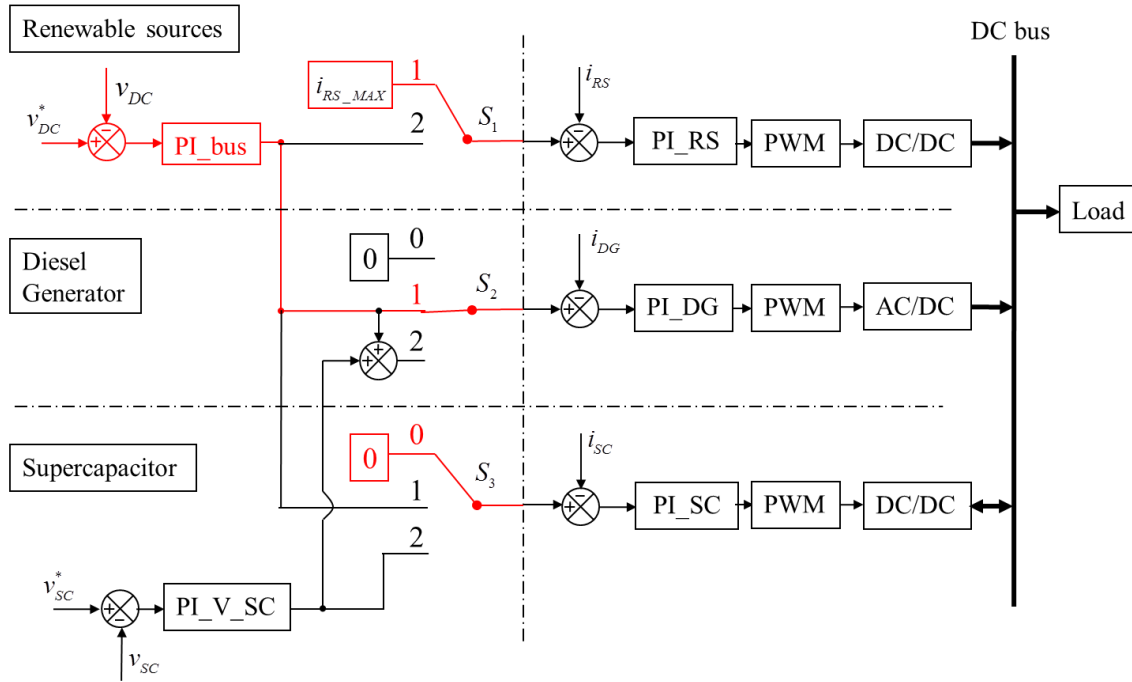 Renewable sources
DC bus
v_DC
v*_DC
+
−
PI_bus
i_RS_MAX
1
2
S_1
i_RS
+
−
PI_RS
PWM
DC/DC
Load
Diesel
Generator
0
0
1
2
+
+
S_2
i_DG
+
−
PI_DG
PWM
AC/DC
Supercapacitor
0
0
1
2
S_3
i_SC
+
−
PI_SC
PWM
DC/DC
v*_SC
+
−
v_SC
PI_V_SC